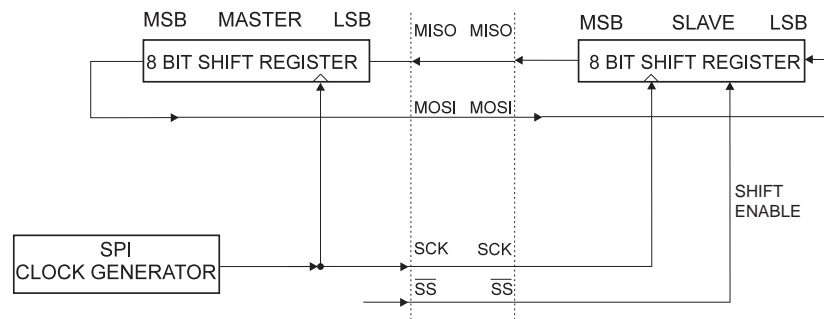 MSB MASTER LSB
MISO MISO
MSB SLAVE LSB
8 BIT SHIFT REGISTER
8 BIT SHIFT REGISTER
MOSI MOSI
SHIFT
ENABLE
SPI
CLOCK GENERATOR
SCK SCK
SS SS